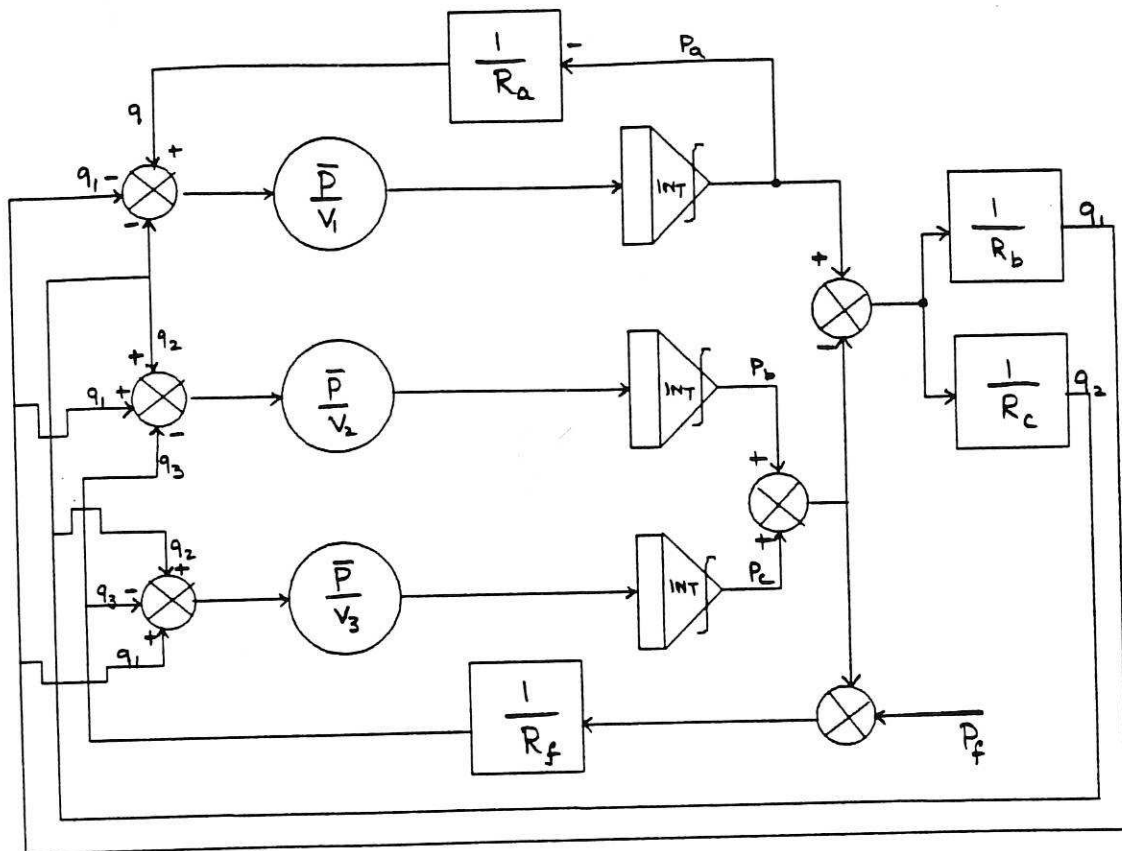 1
Ra
-
Pa
q
+
q1
-
-
P̅
V1
INT
+
-
1
Rb
q1
q2
+
q1
+
-
q3
P̅
V2
INT
Pb
+
1
Rc
q2
q2
+
q3
-
+
q1
P̅
V3
INT
Pc
+
1
Rf
Pf